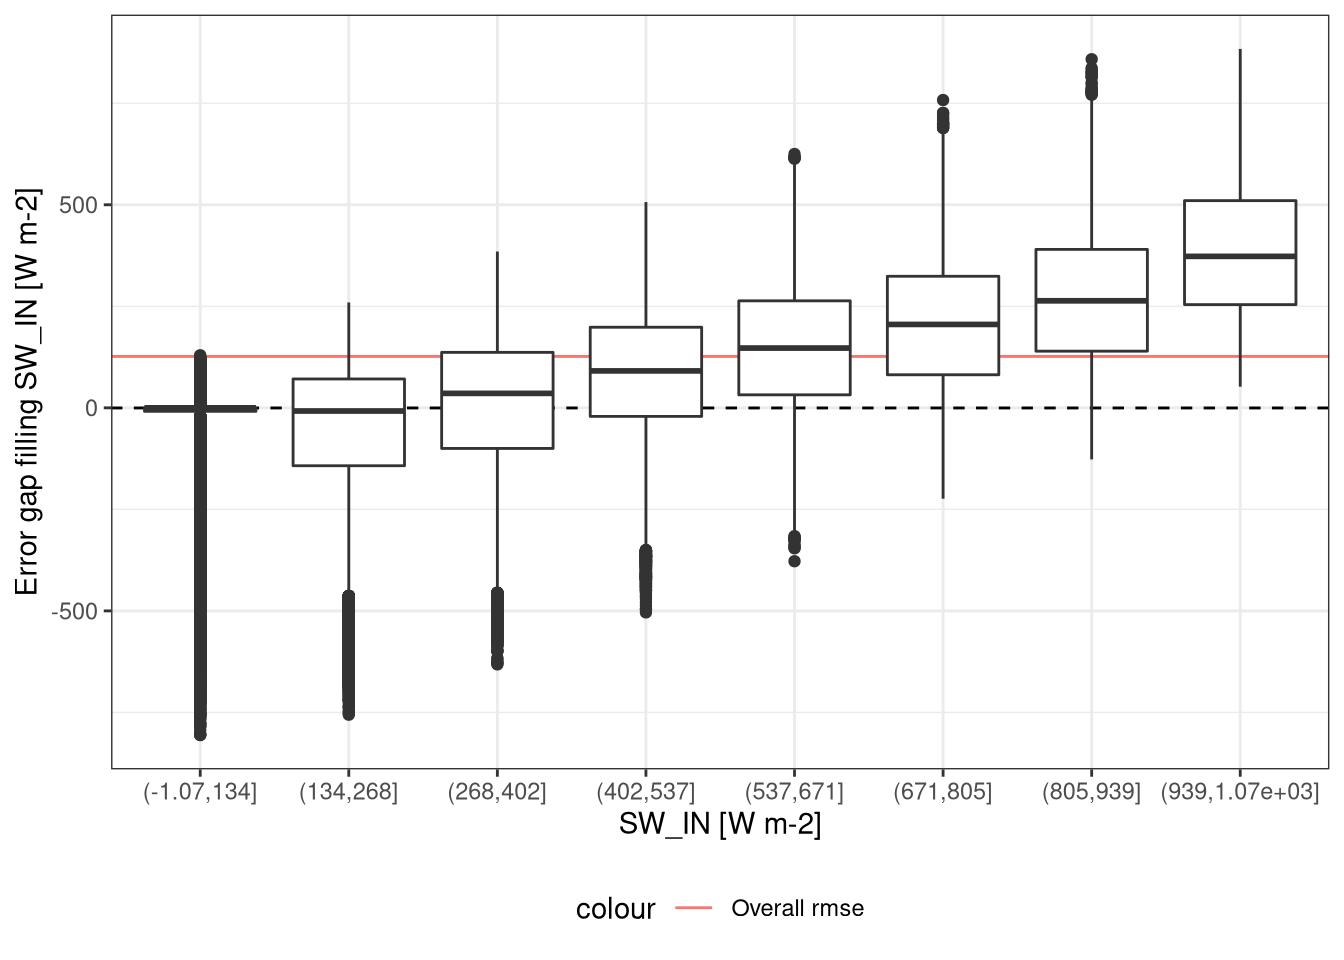 Error gap filling SW_IN [W m-2]
500
0
-500
(-1.07,134] (134,268] (268,402] (402,537] (537,671] (671,805] (805,939] (939,1.07e+03]
SW_IN [W m-2]
colour Overall rmse